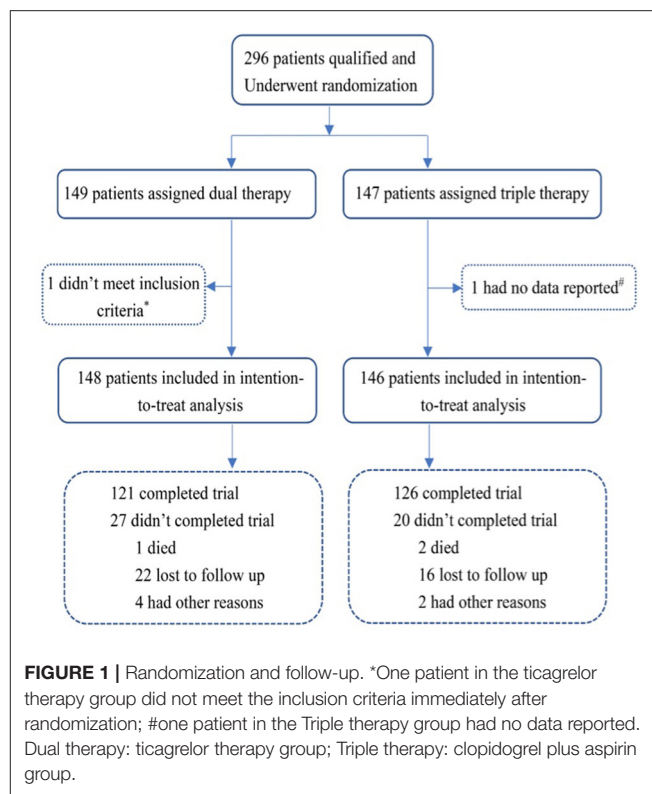 296 patients qualified and
Underwent randomization
149 patients assigned dual therapy
147 patients assigned triple therapy
1 didn’t meet inclusion
criteria*
1 had no data reported#
148 patients included in intention-
to-treat analysis
146 patients included in intention-
to-treat analysis
121 completed trial
27 didn’t completed trial
1 died
22 lost to follow up
4 had other reasons
126 completed trial
20 didn’t completed trial
2 died
16 lost to follow up
2 had other reasons
FIGURE 1 | Randomization and follow-up. *One patient in the ticagrelor
therapy group did not meet the inclusion criteria immediately after
randomization; #one patient in the Triple therapy group had no data reported.
Dual therapy: ticagrelor therapy group; Triple therapy: clopidogrel plus aspirin
group.